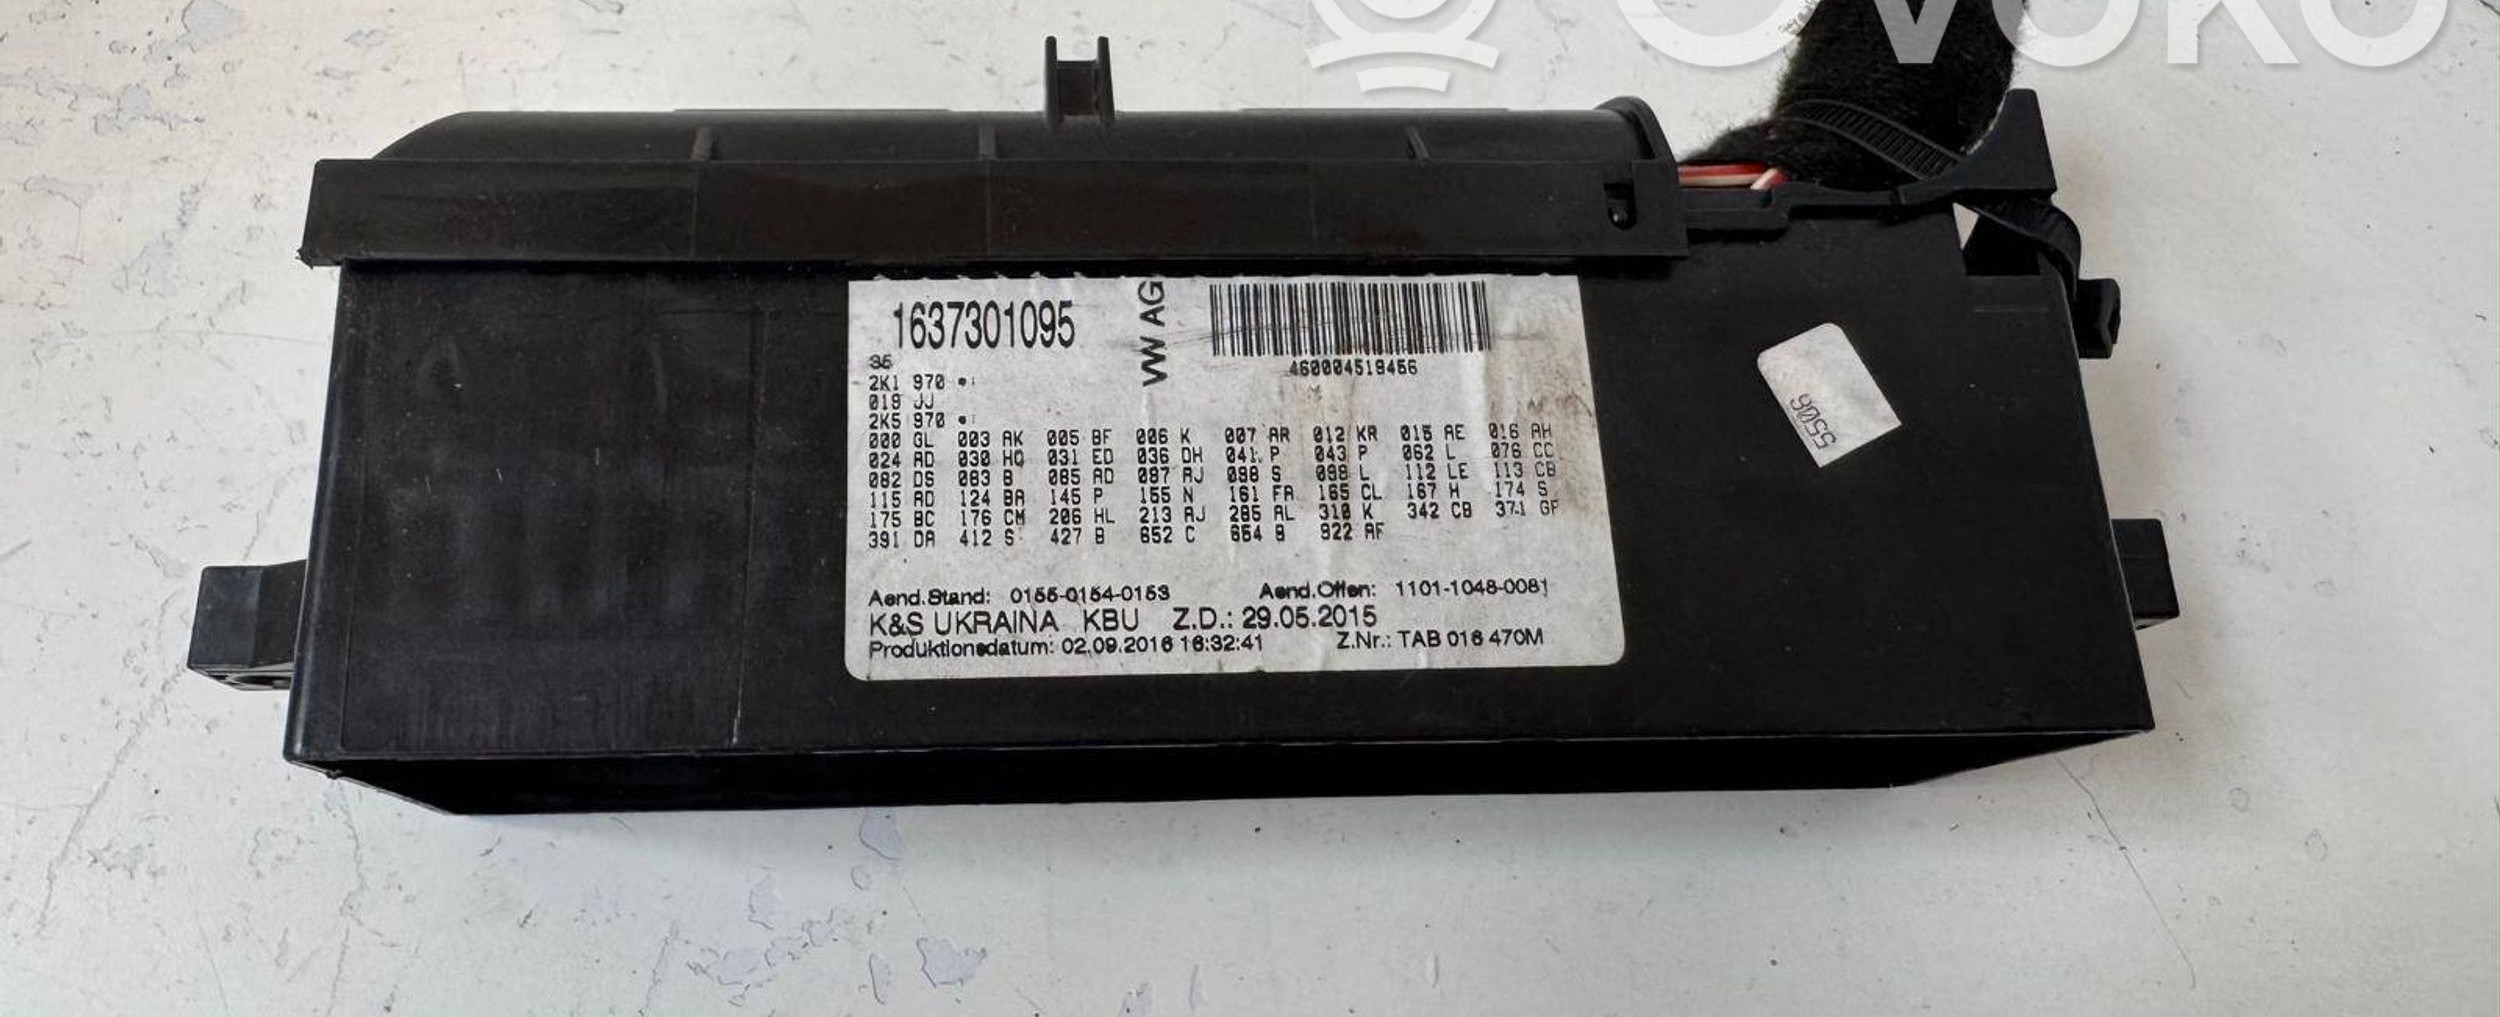 OVOKO
1637301095
VW AG
460004519456
35
2K1 970
019 JJ
2K5 970
000 GL 003 AK 005 BF 006 K 007 AR 012 KR 015 AE 016 AH
024 AD 030 HQ 031 ED 036 DH 041 P 043 P 062 L 076 CC
082 DS 083 B 085 AD 087 AJ 098 S 099 L 112 LE 113 CB
115 AD 124 BA 145 P 155 N 161 FA 165 CL 167 H 174 S
175 BC 176 CM 206 HL 213 AJ 285 AL 310 K 342 CB 371 GF
391 DA 412 S 427 B 652 C 654 B 922 AF
Aend.Stand: 0155-0154-0153 Aend.Offen: 1101-1048-0081
K&S UKRAINA KBU Z.D.: 29.05.2015
Produktionsdatum: 02.09.2016 16:32:41 Z.Nr.: TAB 016 470M
5508